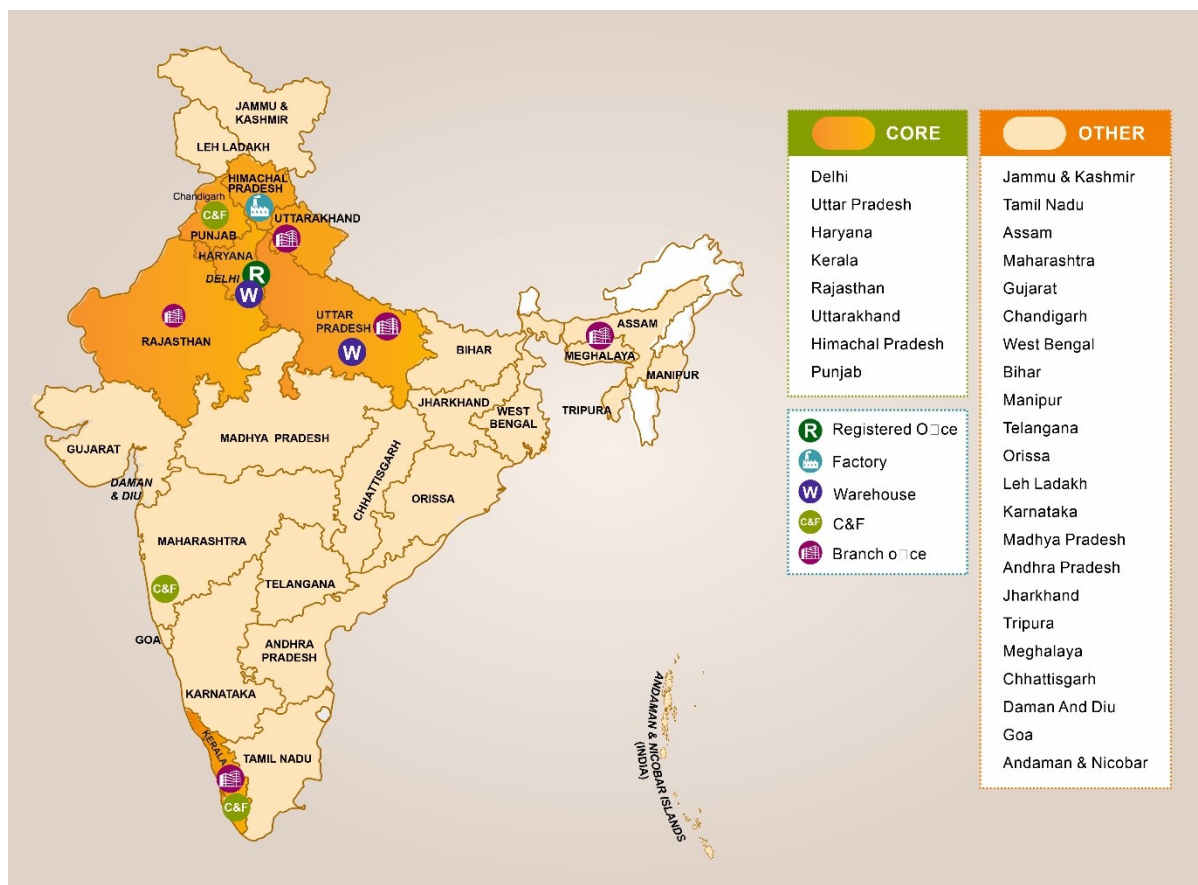 JAMMU &
KASHMIR
LEH LADAKH
HIMACHAL
PRADESH
Chandigarh
C&F
UTTARAKHAND
PUNJAB
HARYANA
DELHI
R
W
UTTAR
PRADESH
W
RAJASTHAN
BIHAR
ASSAM
MEGHALAYA
MANIPUR
TRIPURA
JHARKHAND
WEST
BENGAL
GUJARAT
MADHYA PRADESH
DAMAN
& DIU
CHHATTISGARH
ORISSA
MAHARASHTRA
C&F
TELANGANA
GOA
ANDHRA
PRADESH
KARNATAKA
KERALA
TAMIL NADU
C&F
ANDAMAN & NICOBAR ISLANDS
(INDIA)
CORE
Delhi
Uttar Pradesh
Haryana
Kerala
Rajasthan
Uttarakhand
Himachal Pradesh
Punjab
R Registered O□ce
Factory
W Warehouse
C&F C&F
Branch o□ce
OTHER
Jammu & Kashmir
Tamil Nadu
Assam
Maharashtra
Gujarat
Chandigarh
West Bengal
Bihar
Manipur
Telangana
Orissa
Leh Ladakh
Karnataka
Madhya Pradesh
Andhra Pradesh
Jharkhand
Tripura
Meghalaya
Chhattisgarh
Daman And Diu
Goa
Andaman & Nicobar